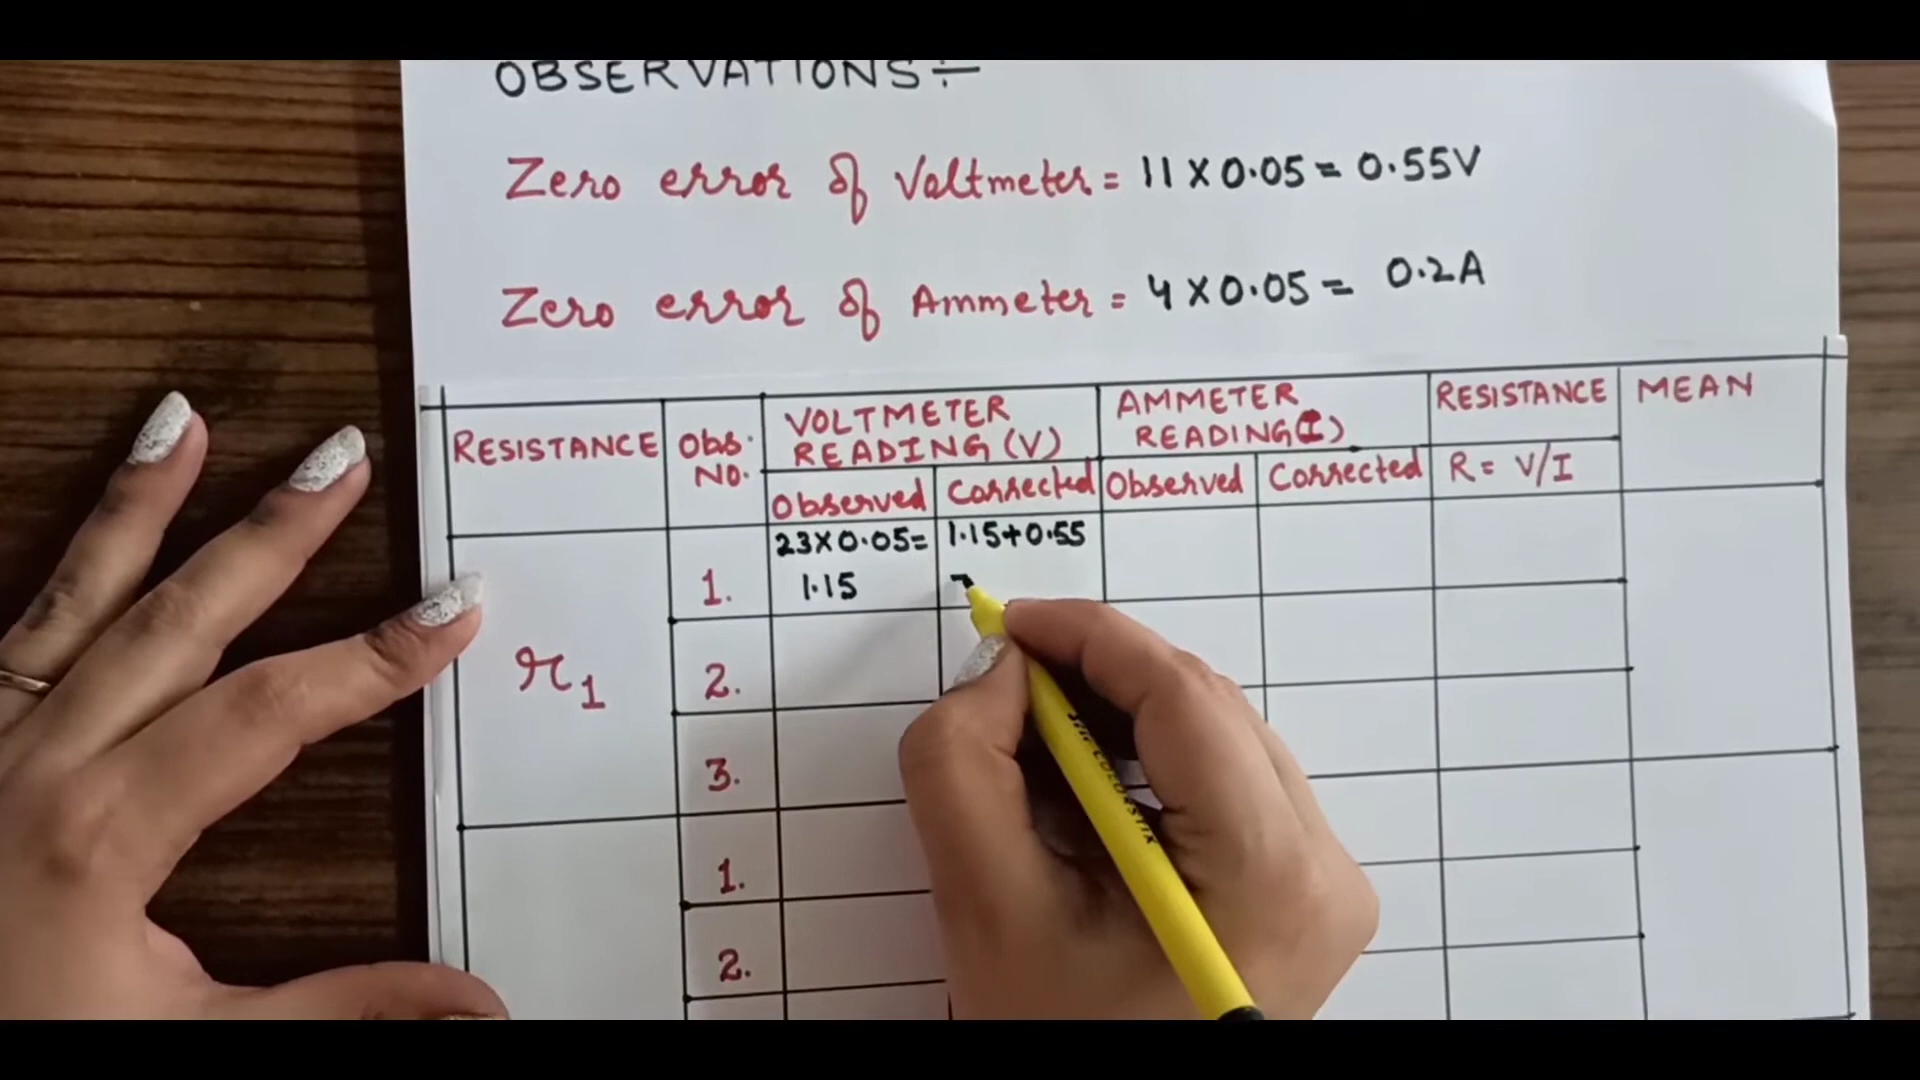 OBSERVATIONS÷
Zero error of Voltmeter = 11 X 0.05 = 0.55V
Zero error of Ammeter = 4 X 0.05 = 0.2A
RESISTANCE
OBS. NO.
VOLTMETER READING (V)
AMMETER READING (I)
RESISTANCE
MEAN
Observed
Corrected
Observed
Corrected
R = V/I
r1
1.
23X0.05=
1.15
1.15+0.55
2.
3.
1.
2.